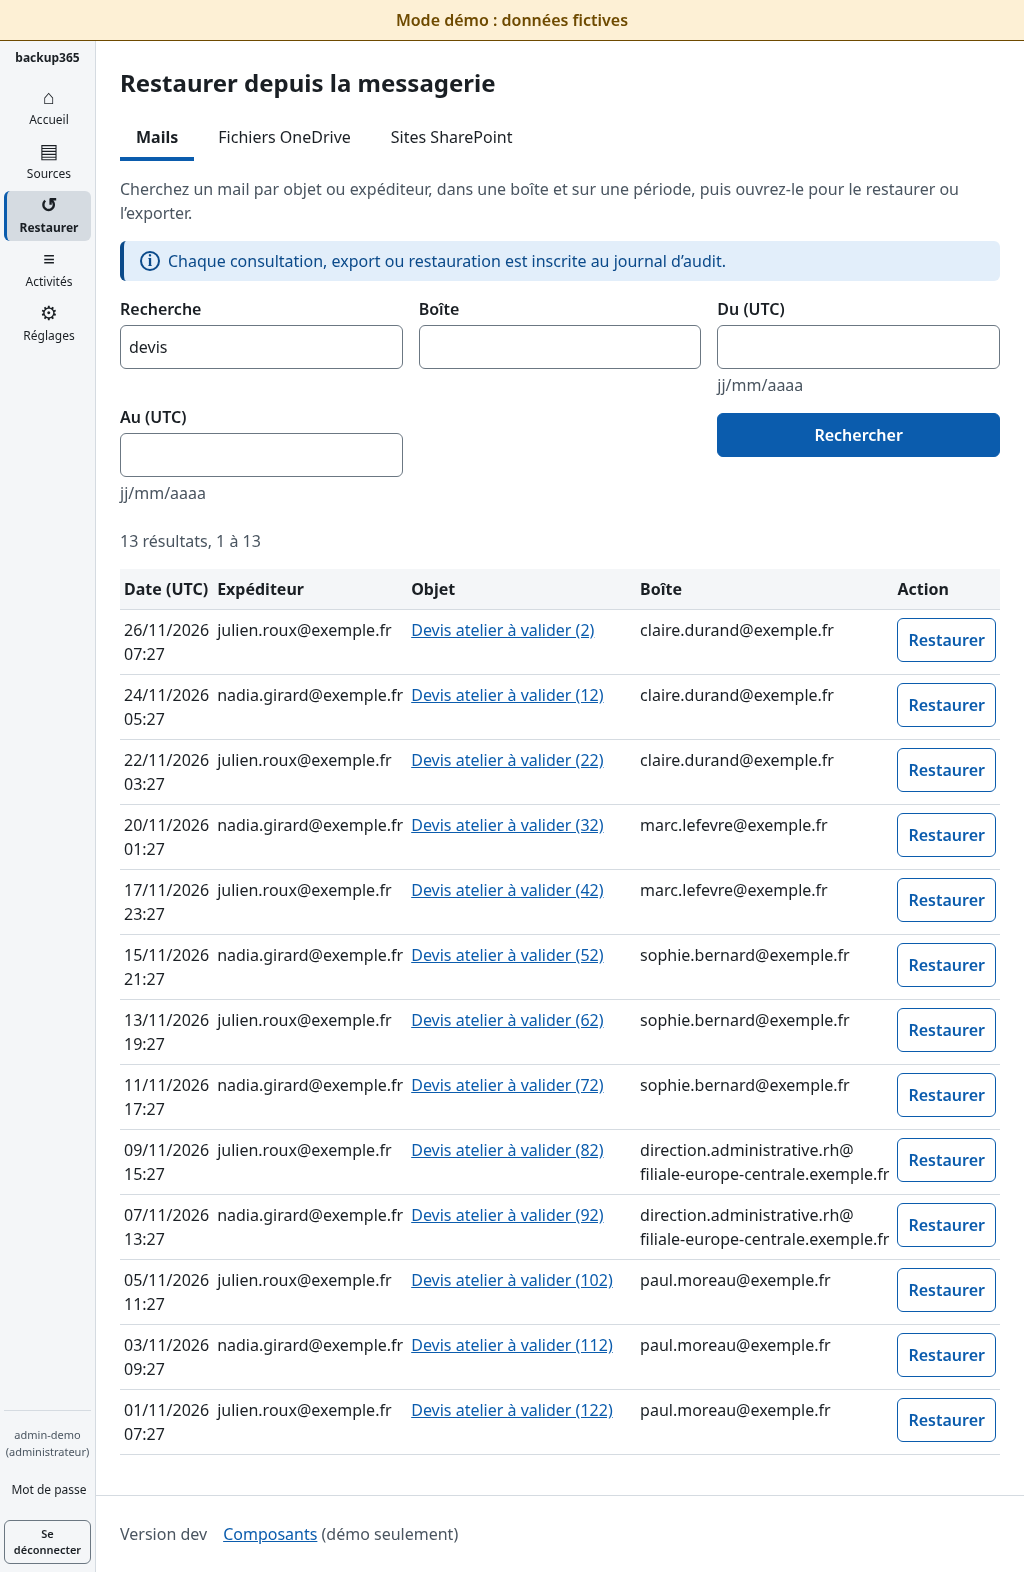 Mode démo : données fictives
backup365
Accueil
Sources
Restaurer
Activités
Réglages
admin-demo
(administrateur)
Mot de passe
Se
déconnecter
Restaurer depuis la messagerie
Mails Fichiers OneDrive Sites SharePoint
Cherchez un mail par objet ou expéditeur, dans une boîte et sur une période, puis ouvrez-le pour le restaurer ou
l’exporter.
Chaque consultation, export ou restauration est inscrite au journal d’audit.
Recherche Boîte Du (UTC)
devis
jj/mm/aaaa
Au (UTC)
Rechercher
jj/mm/aaaa
13 résultats, 1 à 13
Date (UTC) Expéditeur Objet Boîte Action
26/11/2026 julien.roux@exemple.fr Devis atelier à valider (2) claire.durand@exemple.fr Restaurer
07:27
24/11/2026 nadia.girard@exemple.fr Devis atelier à valider (12) claire.durand@exemple.fr Restaurer
05:27
22/11/2026 julien.roux@exemple.fr Devis atelier à valider (22) claire.durand@exemple.fr Restaurer
03:27
20/11/2026 nadia.girard@exemple.fr Devis atelier à valider (32) marc.lefevre@exemple.fr Restaurer
01:27
17/11/2026 julien.roux@exemple.fr Devis atelier à valider (42) marc.lefevre@exemple.fr Restaurer
23:27
15/11/2026 nadia.girard@exemple.fr Devis atelier à valider (52) sophie.bernard@exemple.fr Restaurer
21:27
13/11/2026 julien.roux@exemple.fr Devis atelier à valider (62) sophie.bernard@exemple.fr Restaurer
19:27
11/11/2026 nadia.girard@exemple.fr Devis atelier à valider (72) sophie.bernard@exemple.fr Restaurer
17:27
09/11/2026 julien.roux@exemple.fr Devis atelier à valider (82) direction.administrative.rh@ Restaurer
15:27 filiale-europe-centrale.exemple.fr
07/11/2026 nadia.girard@exemple.fr Devis atelier à valider (92) direction.administrative.rh@ Restaurer
13:27 filiale-europe-centrale.exemple.fr
05/11/2026 julien.roux@exemple.fr Devis atelier à valider (102) paul.moreau@exemple.fr Restaurer
11:27
03/11/2026 nadia.girard@exemple.fr Devis atelier à valider (112) paul.moreau@exemple.fr Restaurer
09:27
01/11/2026 julien.roux@exemple.fr Devis atelier à valider (122) paul.moreau@exemple.fr Restaurer
07:27
Version dev Composants (démo seulement)